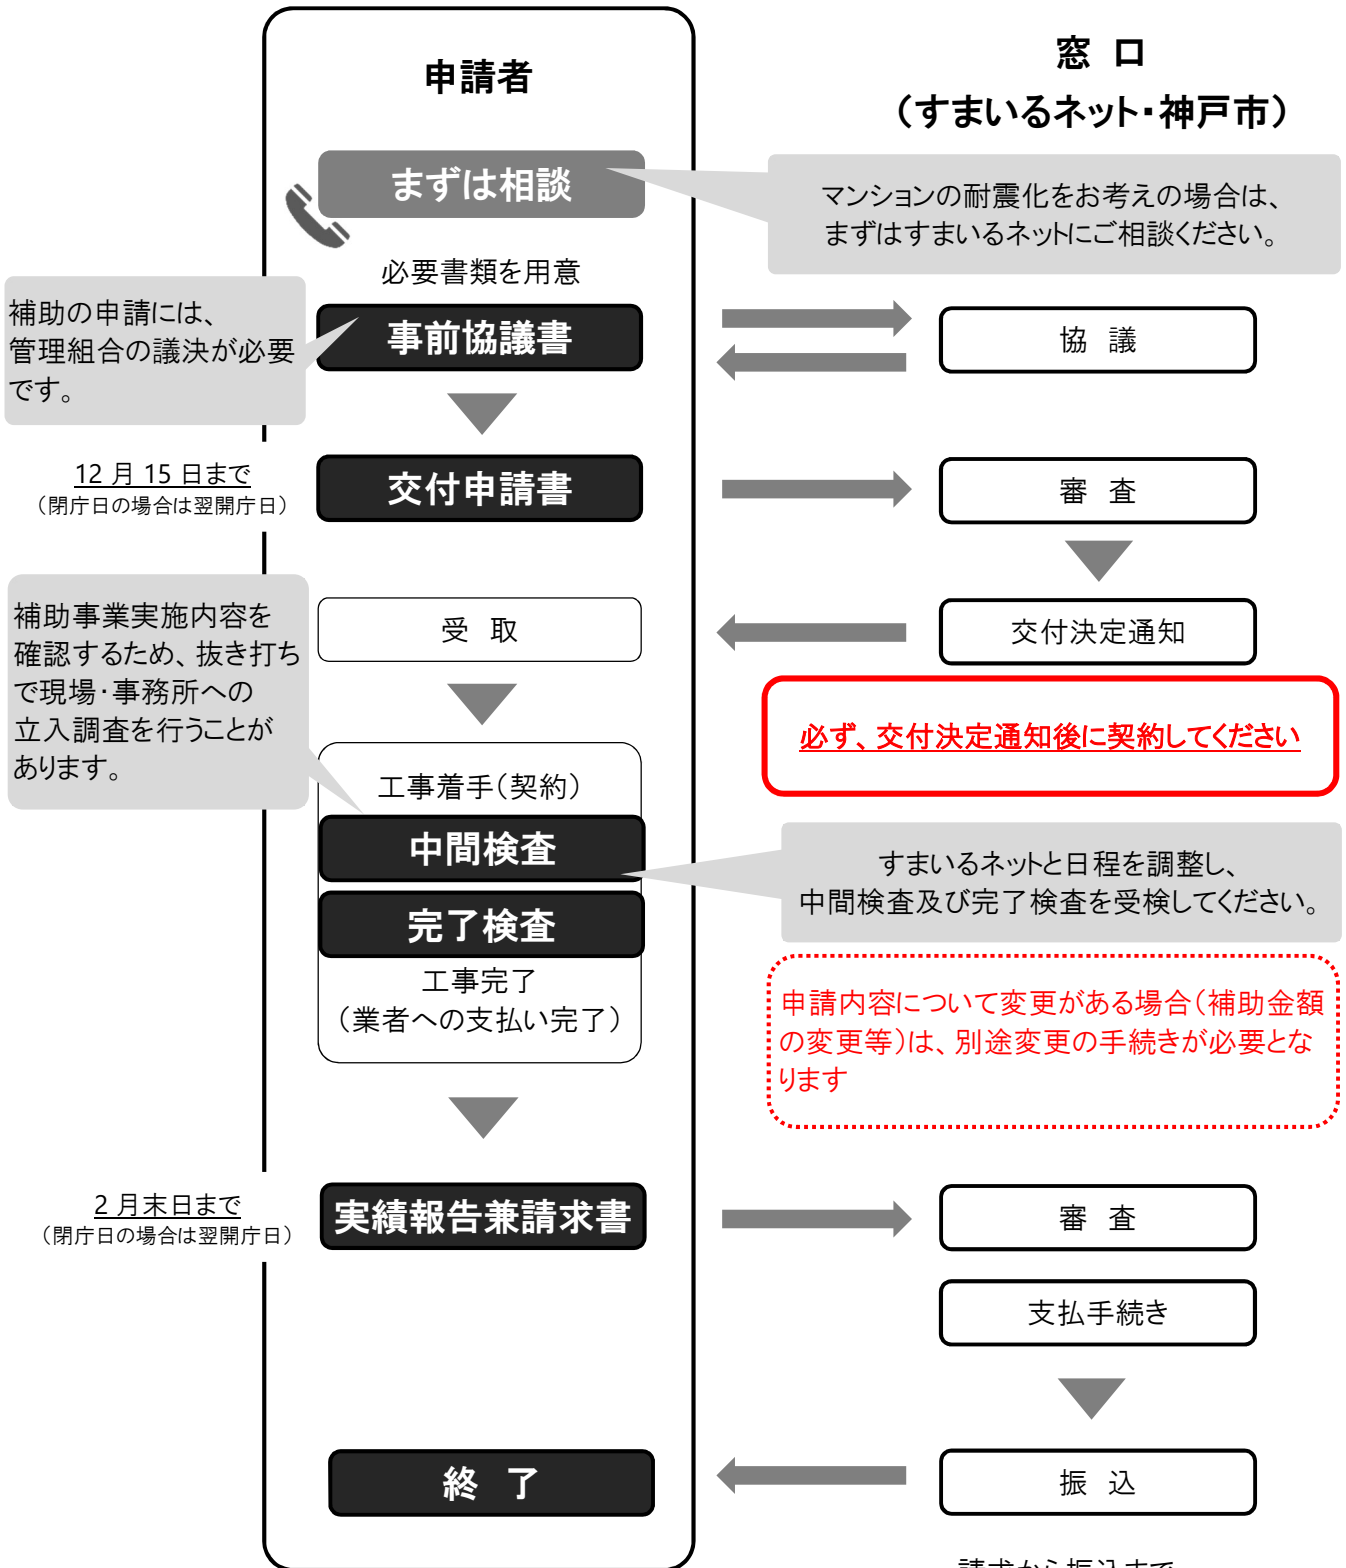 申請者
窓 口
（すまいるネット・神戸市）
まずは相談
マンションの耐震化をお考えの場合は、
まずはすまいるネットにご相談ください。
必要書類を用意
補助の申請には、
管理組合の議決が必要
です。
事前協議書
協 議
12 月 15 日まで
（閉庁日の場合は翌開庁日）
交付申請書
審 査
補助事業実施内容を
確認するため、抜き打ち
で現場・事務所への
立入調査を行うことが
あります。
受 取
交付決定通知
必ず、交付決定通知後に契約してください
工事着手（契約）
中間検査
完了検査
すまいるネットと日程を調整し、
中間検査及び完了検査を受検してください。
工事完了
（業者への支払い完了）
申請内容について変更がある場合（補助金額
の変更等）は、別途変更の手続きが必要とな
ります
2 月末日まで
（閉庁日の場合は翌開庁日）
実績報告兼請求書
審 査
支払手続き
終 了
振 込
請求から振込まで